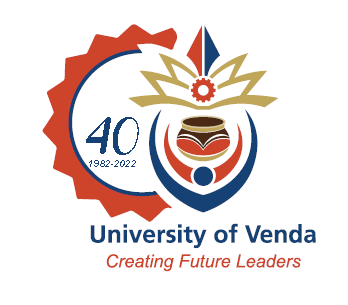 40
1982-2022
University of Venda
Creating Future Leaders